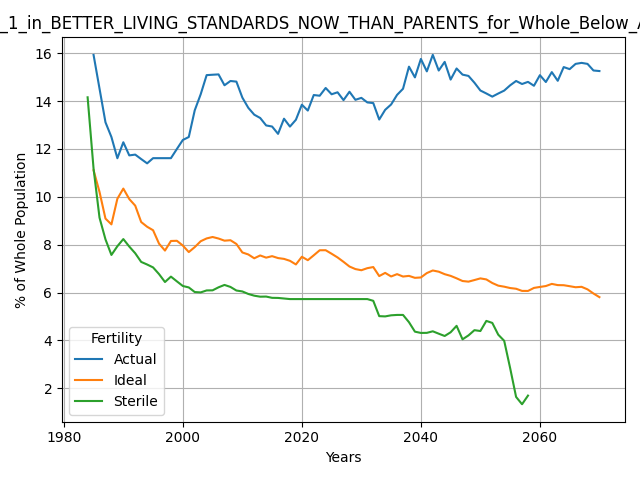 _1_in_BETTER_LIVING_STANDARDS_NOW_THAN_PARENTS_for_Whole_Below_
% of Whole Population
16
14
12
10
8
6
4
2
Fertility
Actual
Ideal
Sterile
1980
2000
2020
2040
2060
Years